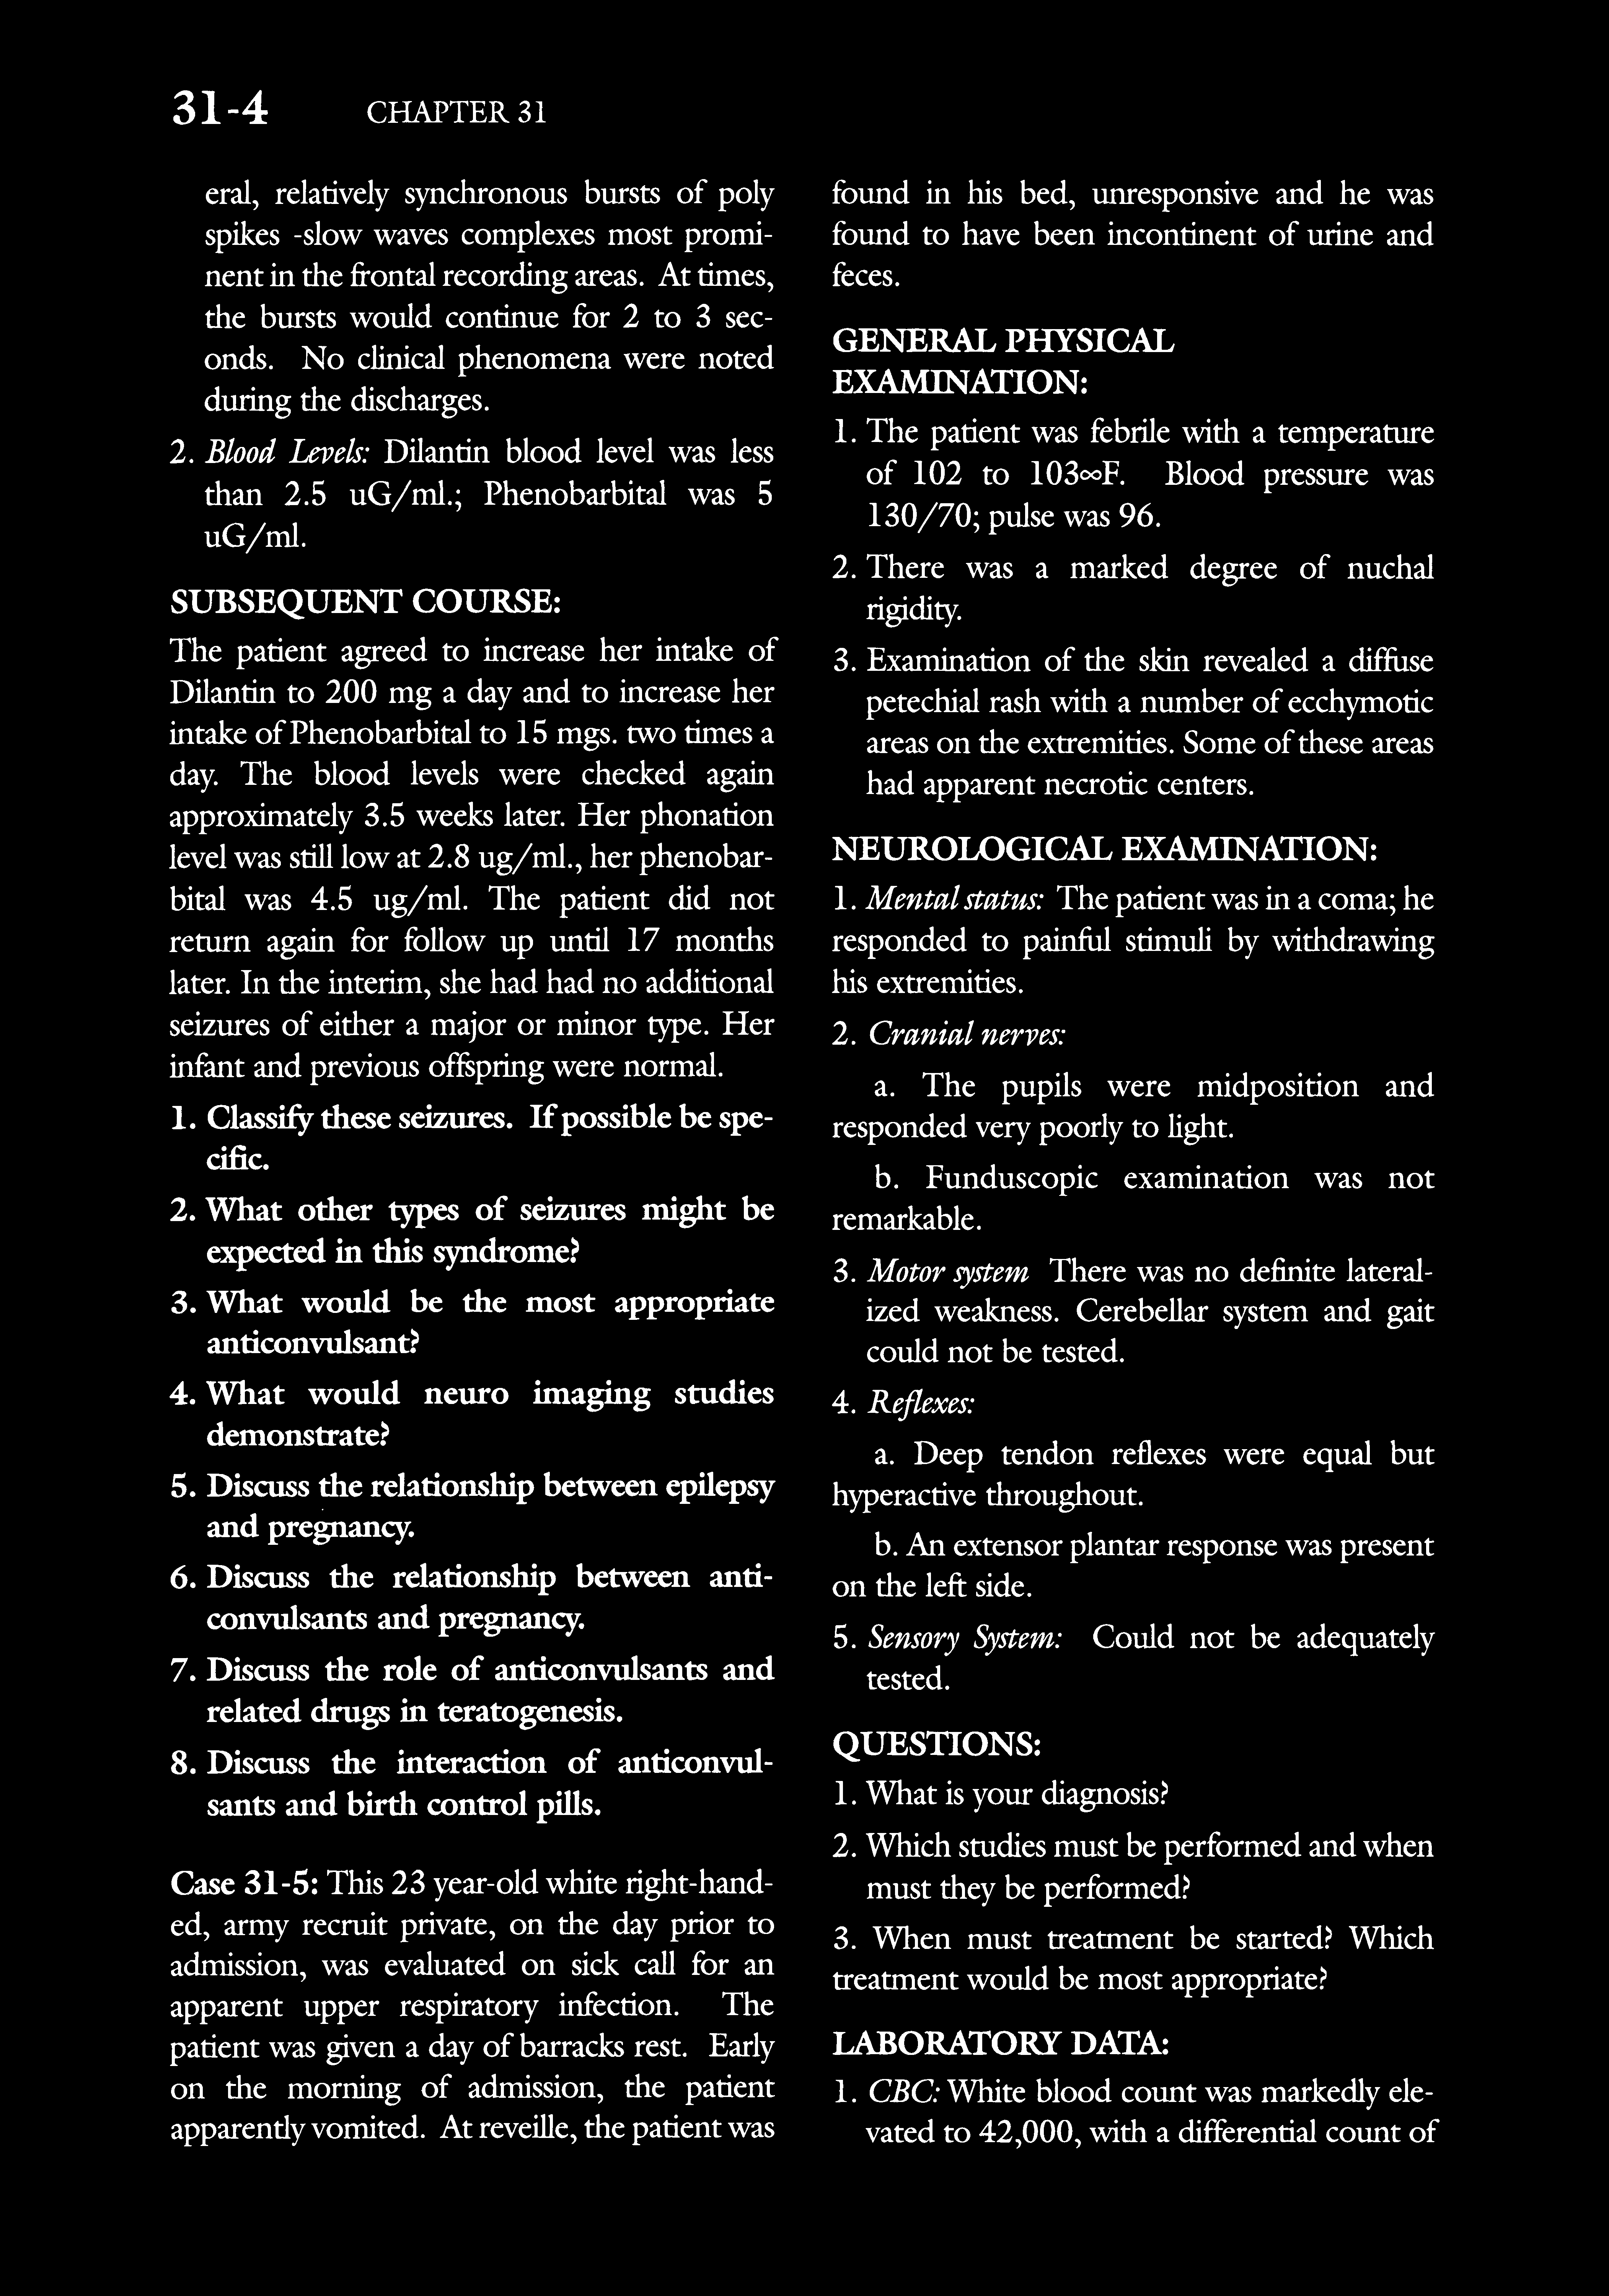 31-4 CHAPTER 31
eral, relatively synchronous bursts of poly
spikes -slow waves complexes most promi-
nent in the frontal recording areas. At times,
the bursts would continue for 2 to 3 sec-
onds. No clinical phenomena were noted
during the discharges.
2. Blood Levels: Dilantin blood level was less
than 2.5 uG/ml.; Phenobarbital was 5
uG/ml.
SUBSEQUENT COURSE:
The patient agreed to increase her intake of
Dilantin to 200 mg a day and to increase her
intake of Phenobarbital to 15 mgs. two times a
day. The blood levels were checked again
approximately 3.5 weeks later. Her phonation
level was still low at 2.8 ug/ml., her phenobar-
bital was 4.5 ug/ml. The patient did not
return again for follow up until 17 months
later. In the interim, she had had no additional
seizures of either a major or minor type. Her
infant and previous offspring were normal.
1. Classify these seizures. If possible be spe-
cific.
2. What other types of seizures might be
expected in this syndrome?
3. What would be the most appropriate
anticonvulsant?
4. What would neuro imaging studies
demonstrate?
5. Discuss the relationship between epilepsy
and pregnancy.
6. Discuss the relationship between anti-
convulsants and pregnancy.
7. Discuss the role of anticonvulsants and
related drugs in teratogenesis.
8. Discuss the interaction of anticonvul-
sants and birth control pills.
Case 31-5: This 23 year-old white right-hand-
ed, army recruit private, on the day prior to
admission, was evaluated on sick call for an
apparent upper respiratory infection. The
patient was given a day of barracks rest. Early
on the morning of admission, the patient
apparently vomited. At reveille, the patient was
found in his bed, unresponsive and he was
found to have been incontinent of urine and
feces.
GENERAL PHYSICAL
EXAMINATION:
1. The patient was febrile with a temperature
of 102 to 103∞F. Blood pressure was
130/70; pulse was 96.
2. There was a marked degree of nuchal
rigidity.
3. Examination of the skin revealed a diffuse
petechial rash with a number of ecchymotic
areas on the extremities. Some of these areas
had apparent necrotic centers.
NEUROLOGICAL EXAMINATION:
1. Mental status: The patient was in a coma; he
responded to painful stimuli by withdrawing
his extremities.
2. Cranial nerves:
a. The pupils were midposition and
responded very poorly to light.
b. Funduscopic examination was not
remarkable.
3. Motor system There was no definite lateral-
ized weakness. Cerebellar system and gait
could not be tested.
4. Reflexes:
a. Deep tendon reflexes were equal but
hyperactive throughout.
b. An extensor plantar response was present
on the left side.
5. Sensory System: Could not be adequately
tested.
QUESTIONS:
1. What is your diagnosis?
2. Which studies must be performed and when
must they be performed?
3. When must treatment be started? Which
treatment would be most appropriate?
LABORATORY DATA:
1. CBC: White blood count was markedly ele-
vated to 42,000, with a differential count of